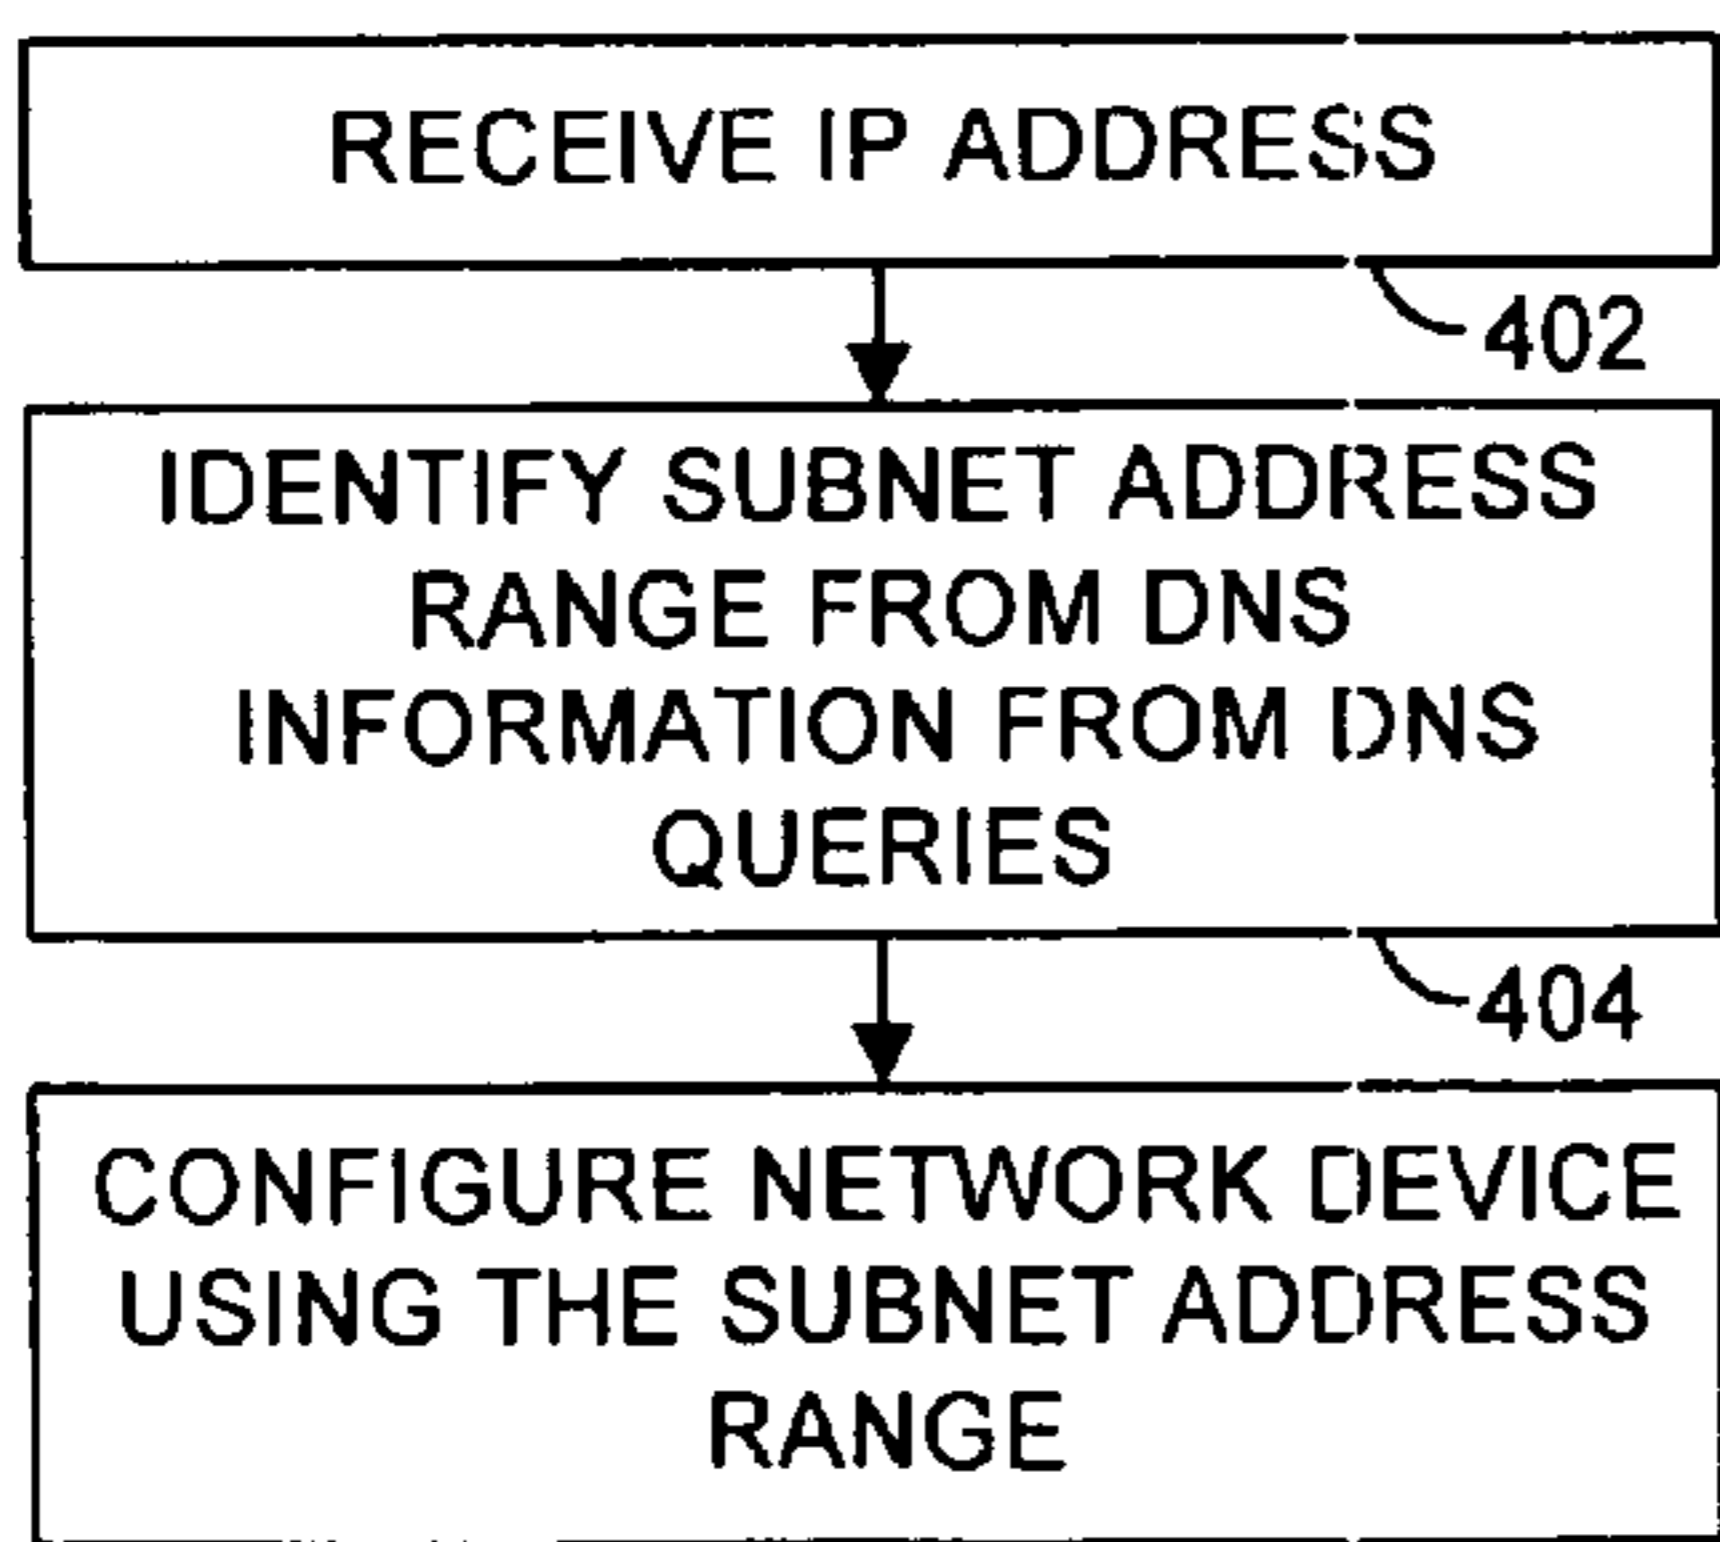 RECEIVE IP ADDRESS
402
IDENTIFY SUBNET ADDRESS
RANGE FROM DNS
INFORMATION FROM DNS
QUERIES
404
CONFIGURE NETWORK DEVICE
USING THE SUBNET ADDRESS
RANGE